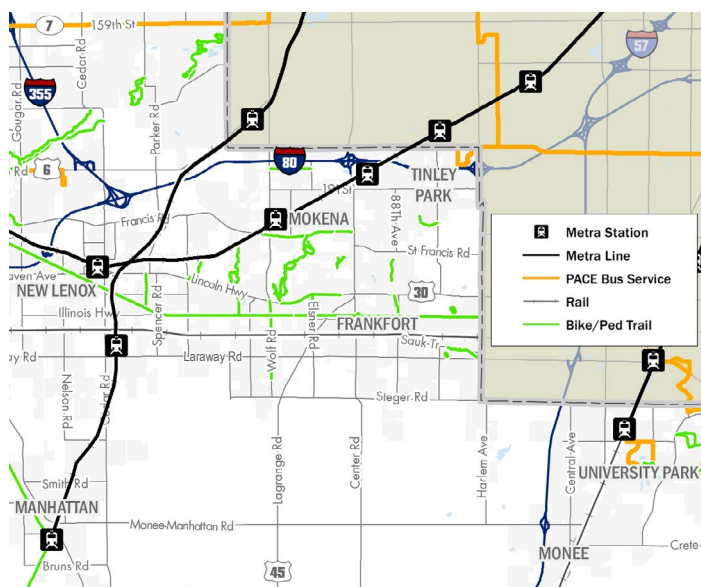 7
159th St
57
355
Cedar Rd
Gougar Rd
Parker Rd
80
6
Rd
TINLEY
PARK
191 St
88Th Ave
Francis Rd
MOKENA
St Francis Rd
Metra Station
Metra Line
PACE Bus Service
Rail
Bike/Ped Trail
Ave
NEW LENOX
Lincoln Hwy
30
Illinois Hwy
Spencer Rd
Elsner Rd
FRANKFORT
Sauk-Tr
Laraway Rd
Wolf Rd
Nelson Rd
Cedar Rd
Steger Rd
Lagrange Rd
Center Rd
Harlem Ave
Central Ave
UNIVERSITY PARK
Smith Rd
MANHATTAN
Monee-Manhattan Rd
MONEE
Crete
Bruns Rd
45